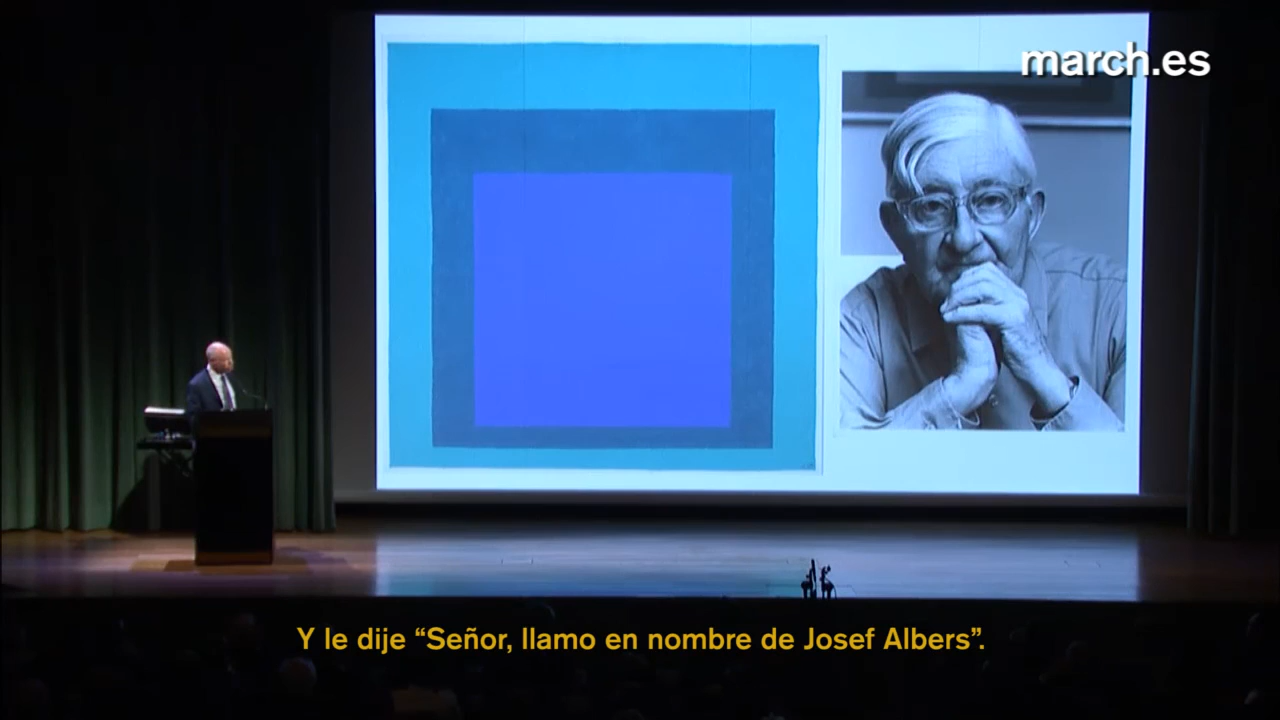 march.es
Y le dije “Señor, llamo en nombre de Josef Albers”.